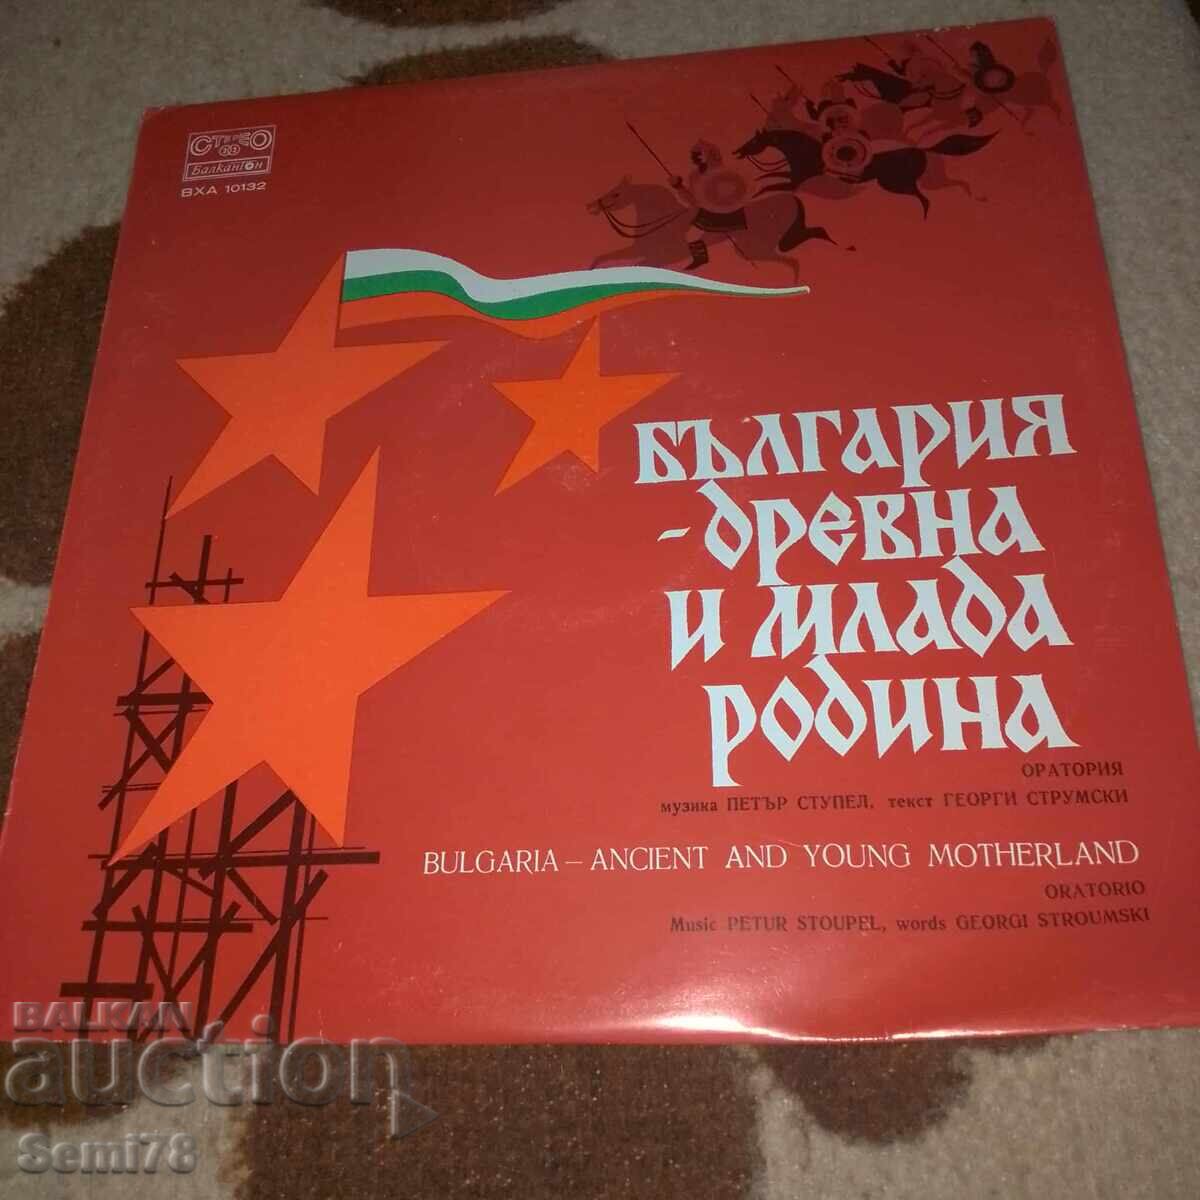 СТЕРЕО
БалканТон
ВХА 10132
БЪЛГАРИЯ
-ДРЕВНА
И МЛАДА
РОДИНА
ОРАТОРИЯ
музика ПЕТЪР СТУПЕЛ, текст ГЕОРГИ СТРУМСКИ
BULGARIA – ANCIENT AND YOUNG MOTHERLAND
ORATORIO
Music PETUR STOUPEL, words GEORGI STROUMSKI
BALKAN
auction
Semi78